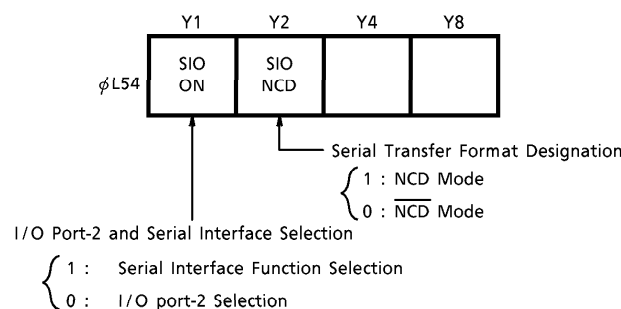 Y1 Y2 Y4 Y8
SIO SIO
ϕL54 ON NCD
Serial Transfer Format Designation
1 : NCD Mode
0 : N̅C̅D̅ Mode
I/O Port-2 and Serial Interface Selection
1 : Serial Interface Function Selection
0 : I/O port-2 Selection